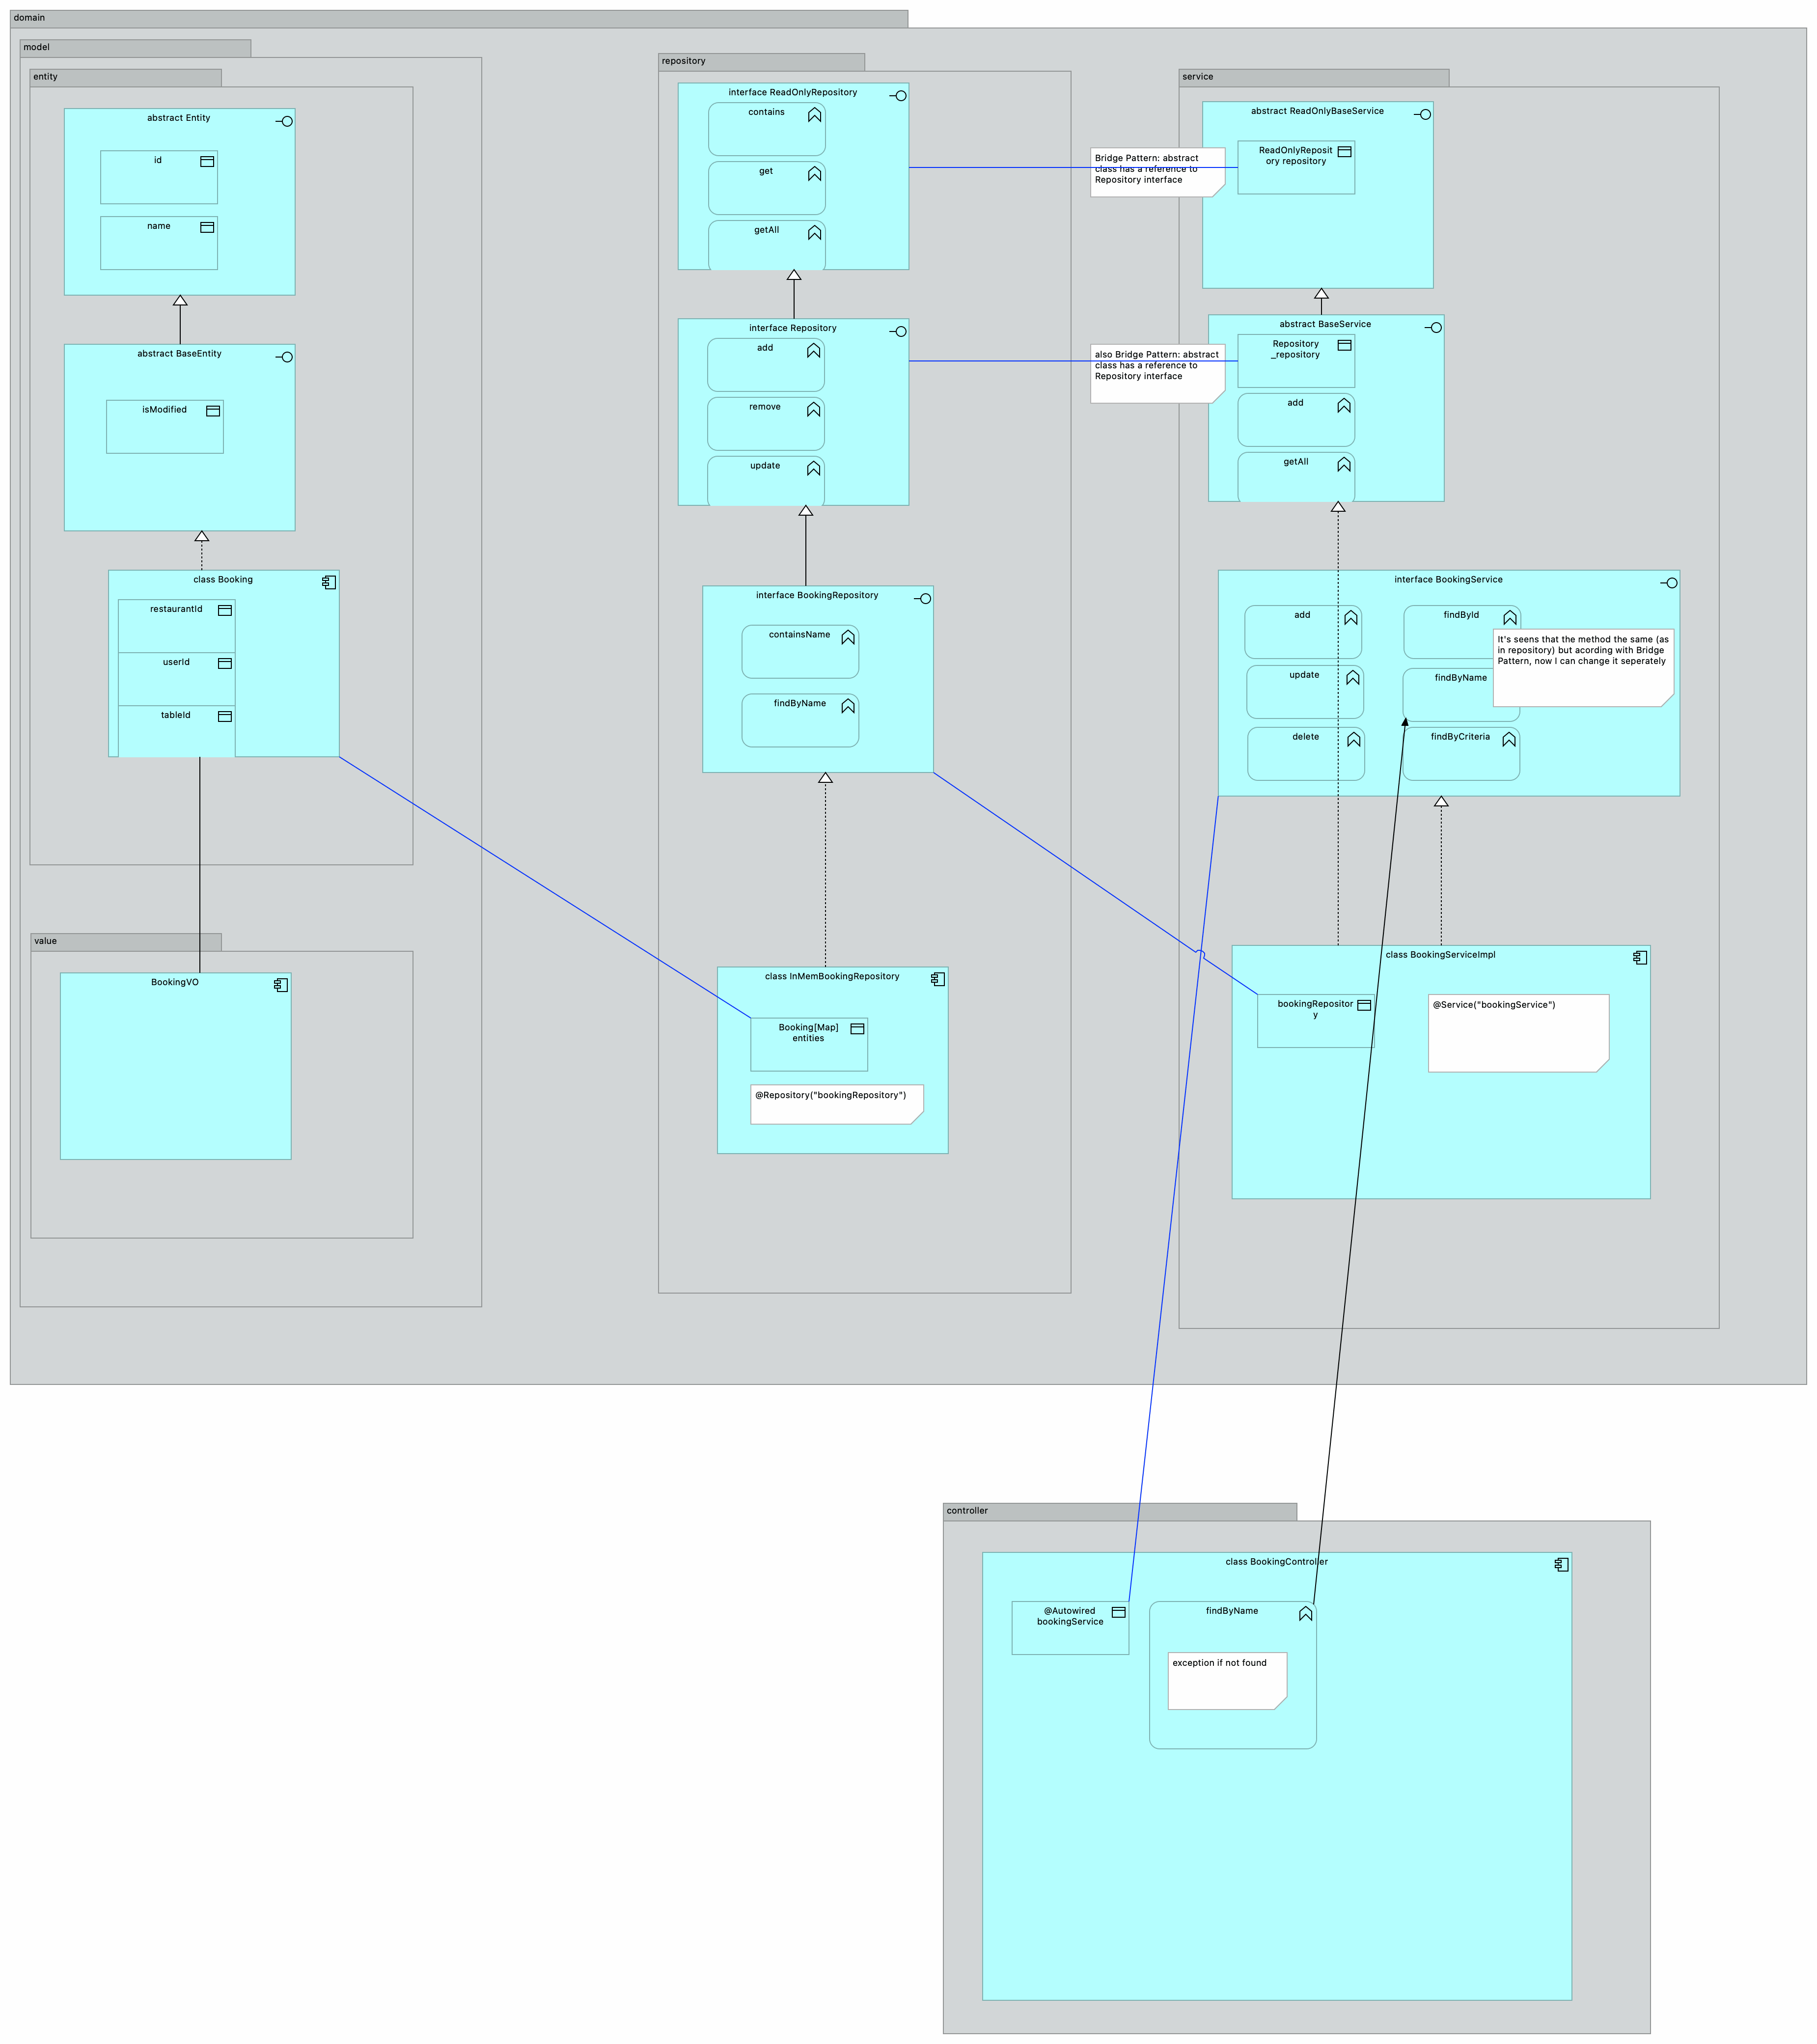 domain
model
entity
abstract Entity
id
name
abstract BaseEntity
isModified
class Booking
restaurantId
userId
tableId
value
BookingVO
repository
interface ReadOnlyRepository
contains
get
getAll
interface Repository
add
remove
update
interface BookingRepository
containsName
findByName
class InMemBookingRepository
Booking[Map]
entities
@Repository("bookingRepository")
Bridge Pattern: abstract
class has a reference to
Repository interface
also Bridge Pattern: abstract
class has a reference to
Repository interface
service
abstract ReadOnlyBaseService
ReadOnlyReposit
ory repository
abstract BaseService
Repository
_repository
add
getAll
interface BookingService
add
findById
update
findByName
delete
findByCriteria
It's seens that the method the same (as
in repository) but acording with Bridge
Pattern, now I can change it seperately
class BookingServiceImpl
bookingRepositor
y
@Service("bookingService")
controller
class BookingController
@Autowired
bookingService
findByName
exception if not found